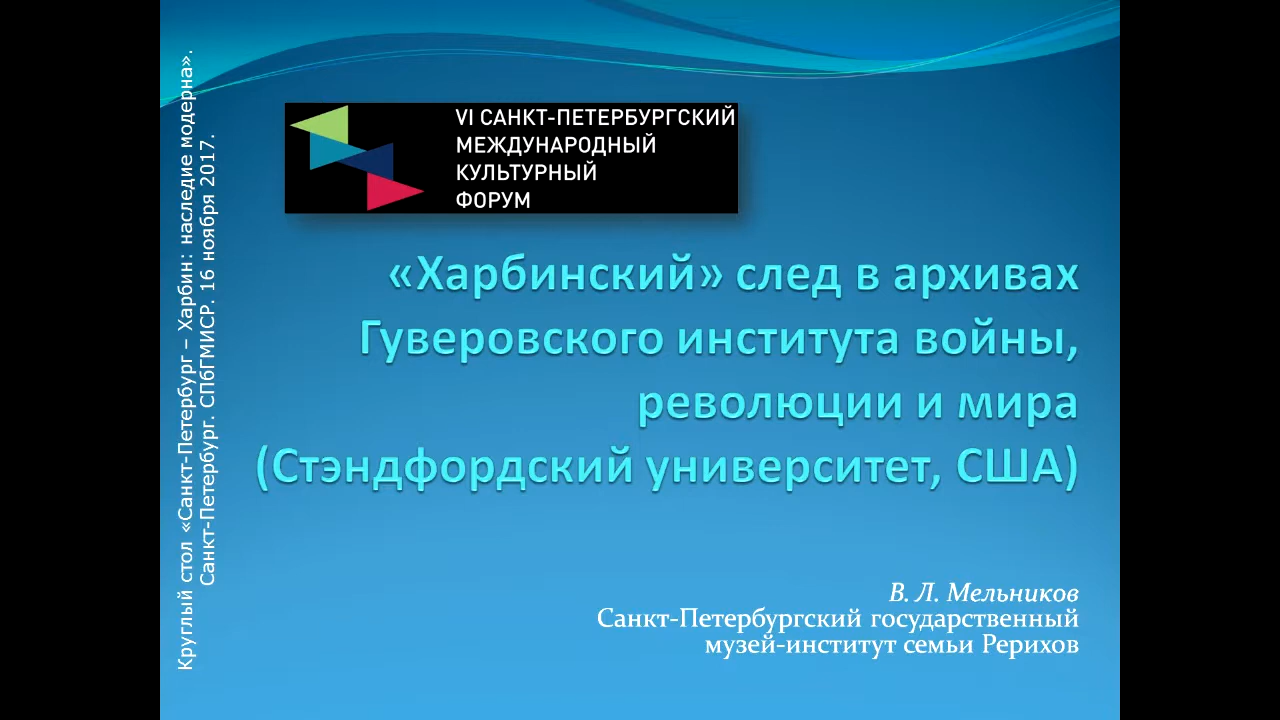 Круглый стол «Санкт-Петербург – Харбин: наследие модерна».
Санкт-Петербург. СПбГМИСР. 16 ноября 2017.
VI САНКТ-ПЕТЕРБУРГСКИЙ
МЕЖДУНАРОДНЫЙ
КУЛЬТУРНЫЙ
ФОРУМ
«Харбинский» след в архивах
Гуверовского института войны,
революции и мира
(Стэндфордский университет, США)
В. Л. Мельников
Санкт-Петербургский государственный
музей-институт семьи Рерихов